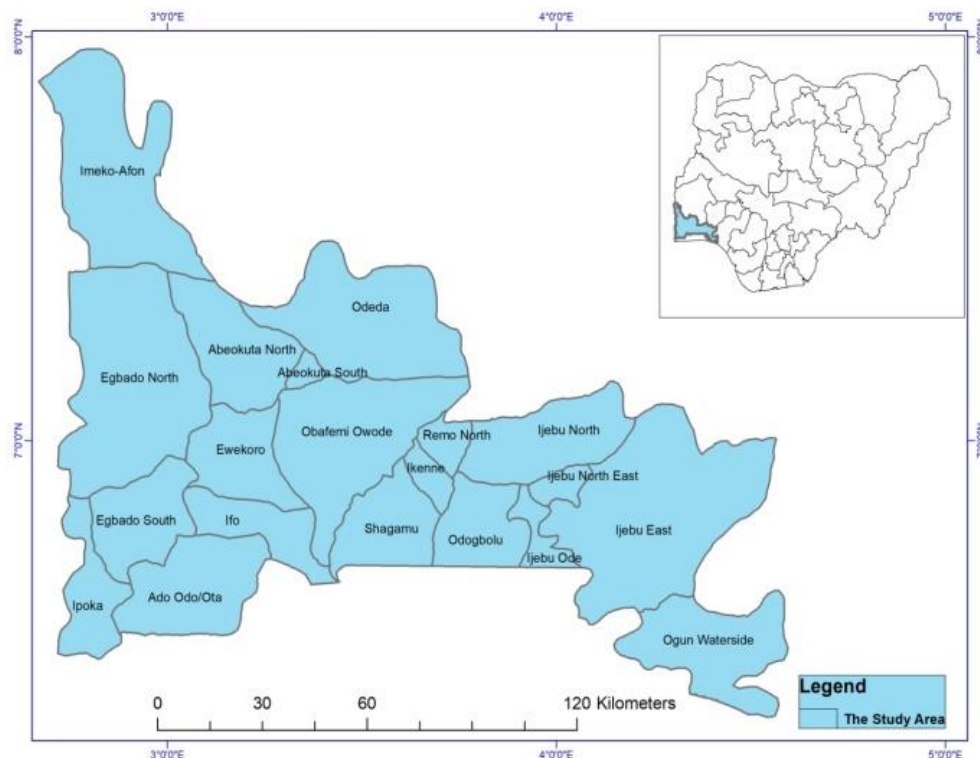 3°0'0"E
4°0'0"E
5°0'0"E
8°0'0"N
Imeko-Afon
Odeda
Abeokuta North
Abeokuta South
Egbado North
Obafemi Owode
Remo North
Ijebu North
7°0'0"N
Ewekoro
Ikenne
Ijebu North East
Egbado South
Ifo
Shagamu
Odogbolu
Ijebu East
Ijebu Ode
Ipoka
Ado Odo/Ota
Ogun Waterside
Legend
The Study Area
0 30 60 120 Kilometers
3°0'0"E
4°0'0"E
5°0'0"E